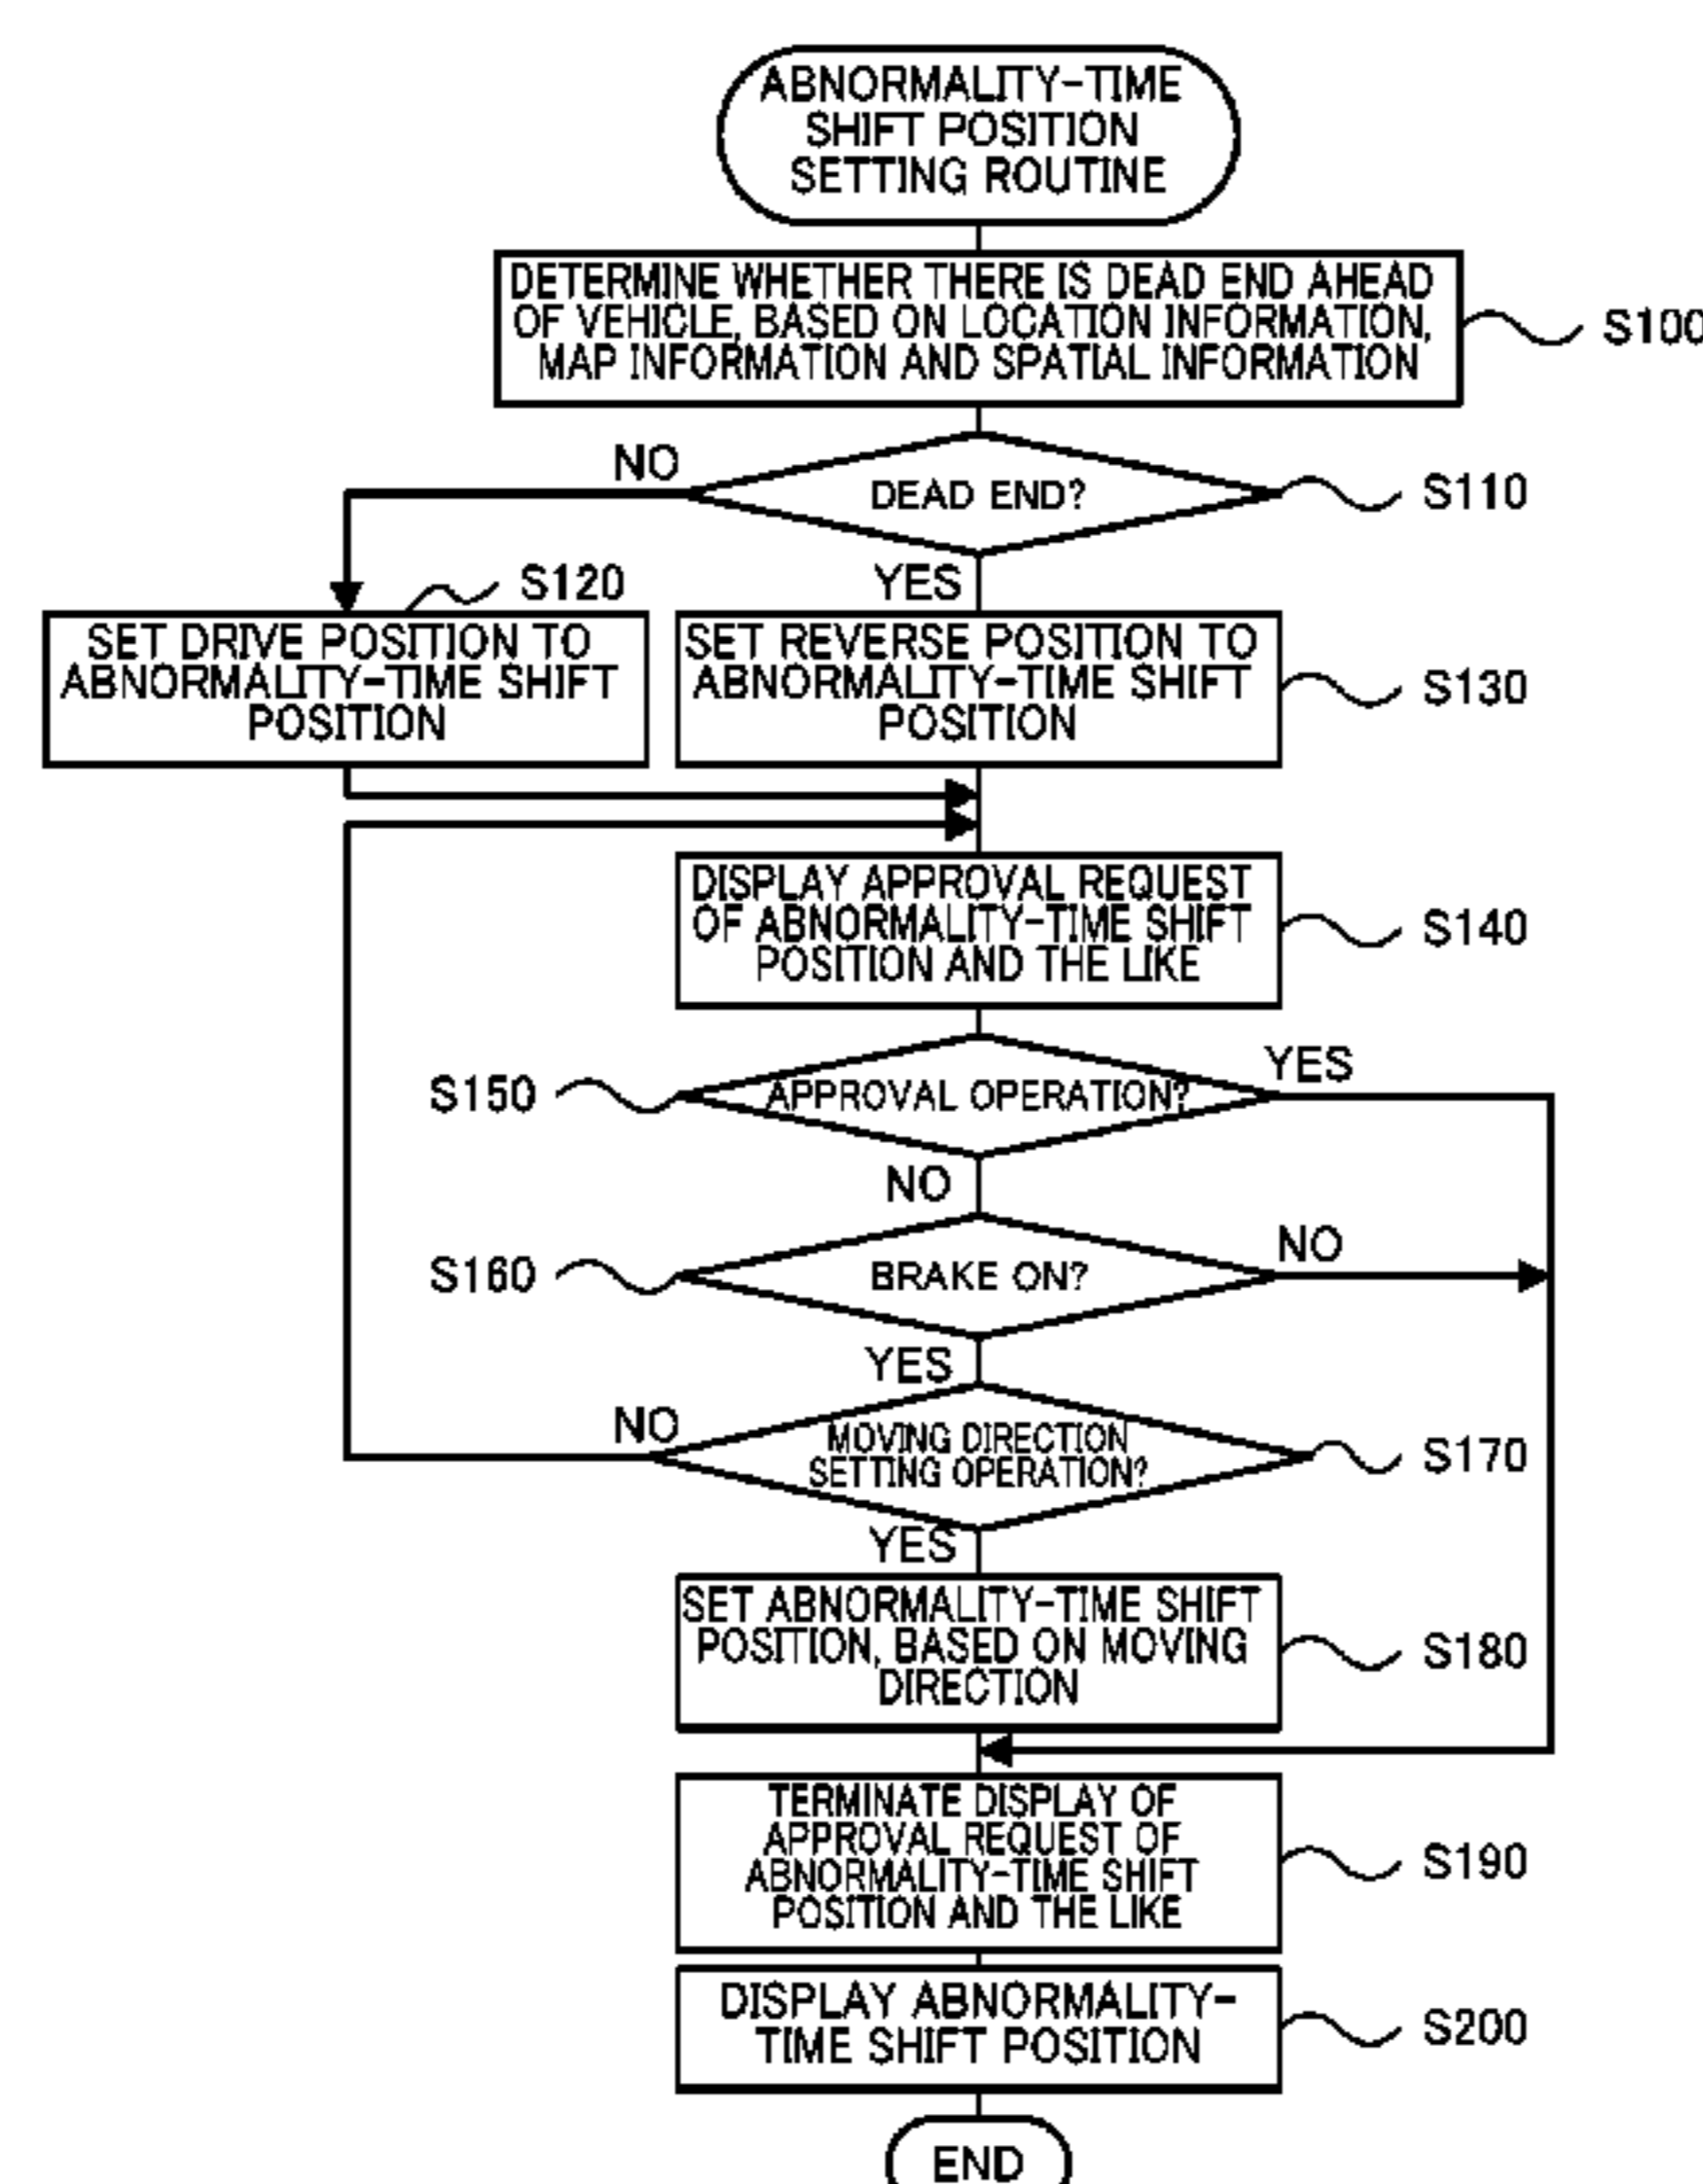 ABNORMALITY-TIME
SHIFT POSITION
SETTING ROUTINE
DETERMINE WHETHER THERE IS DEAD END AHEAD
OF VEHICLE, BASED ON LOCATION INFORMATION,
MAP INFORMATION AND SPATIAL INFORMATION
S100
NO
DEAD END?
S110
YES
S120
SET DRIVE POSITION TO
ABNORMALITY-TIME SHIFT
POSITION
SET REVERSE POSITION TO
ABNORMALITY-TIME SHIFT
POSITION
S130
DISPLAY APPROVAL REQUEST
OF ABNORMALITY-TIME SHIFT
POSITION AND THE LIKE
S140
S150
APPROVAL OPERATION?
YES
NO
S160
BRAKE ON?
NO
YES
NO
MOVING DIRECTION
SETTING OPERATION?
S170
YES
SET ABNORMALITY-TIME SHIFT
POSITION, BASED ON MOVING
DIRECTION
S180
TERMINATE DISPLAY OF
APPROVAL REQUEST OF
ABNORMALITY-TIME SHIFT
POSITION AND THE LIKE
S190
DISPLAY ABNORMALITY-
TIME SHIFT POSITION
S200
END